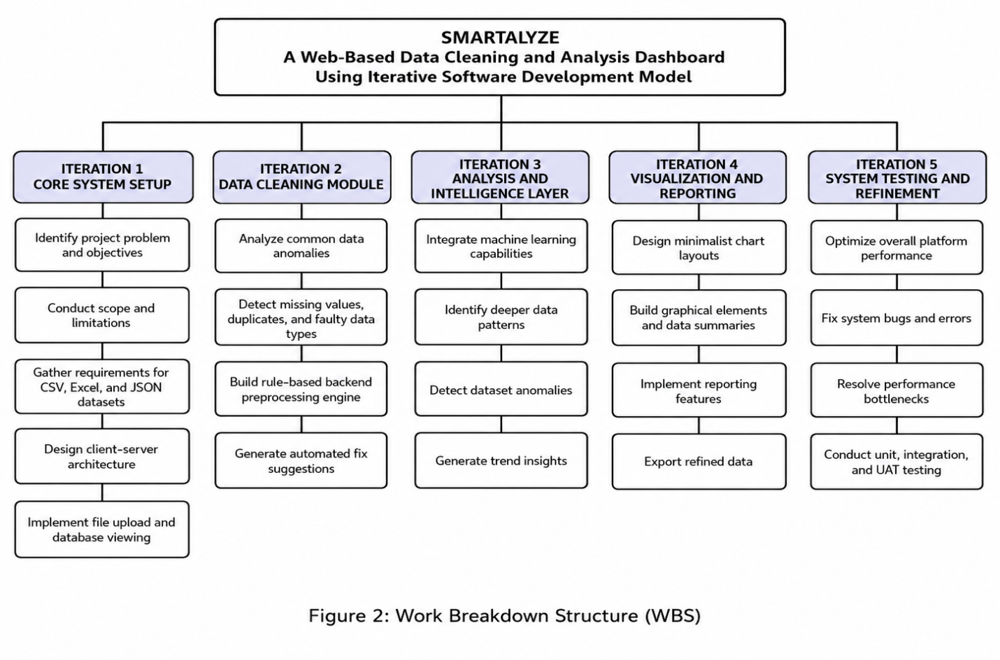 SMARTALYZE
A Web-Based Data Cleaning and Analysis Dashboard
Using Iterative Software Development Model
ITERATION 1
CORE SYSTEM SETUP
Identify project problem
and objectives
Conduct scope and
limitations
Gather requirements for
CSV, Excel, and JSON
datasets
Design client-server
architecture
Implement file upload and
database viewing
ITERATION 2
DATA CLEANING MODULE
Analyze common data
anomalies
Detect missing values,
duplicates, and faulty data
types
Build rule-based backend
preprocessing engine
Generate automated fix
suggestions
ITERATION 3
ANALYSIS AND
INTELLIGENCE LAYER
Integrate machine learning
capabilities
Identify deeper data
patterns
Detect dataset anomalies
Generate trend insights
ITERATION 4
VISUALIZATION AND
REPORTING
Design minimalist chart
layouts
Build graphical elements
and data summaries
Implement reporting
features
Export refined data
ITERATION 5
SYSTEM TESTING AND
REFINEMENT
Optimize overall platform
performance
Fix system bugs and errors
Resolve performance
bottlenecks
Conduct unit, integration,
and UAT testing
Figure 2: Work Breakdown Structure (WBS)